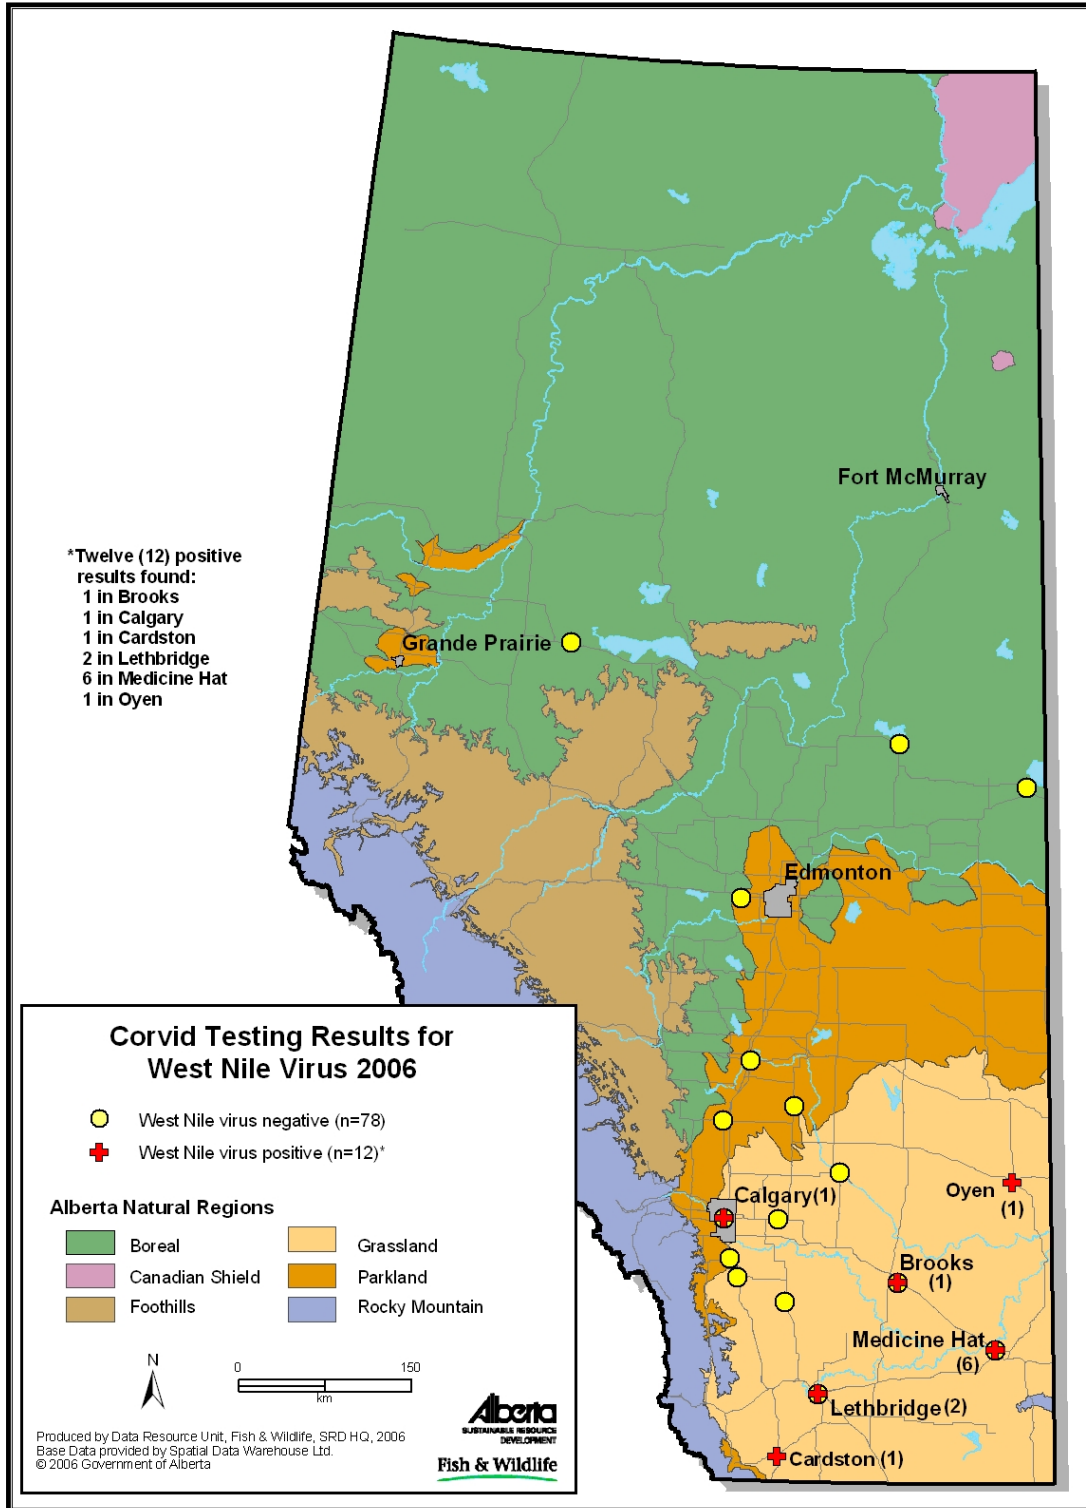 Fort McMurray
*Twelve (12) positive
results found:
1 in Brooks
1 in Calgary
1 in Cardston
2 in Lethbridge
6 in Medicine Hat
1 in Oyen
Grande Prairie
Edmonton
Calgary(1)
Oyen
(1)
Brooks
(1)
Medicine Hat
(6)
Lethbridge(2)
Cardston (1)
Corvid Testing Results for
West Nile Virus 2006
West Nile virus negative (n=78)
West Nile virus positive (n=12)*
Alberta Natural Regions
Boreal
Grassland
Canadian Shield
Parkland
Foothills
Rocky Mountain
N
0 150
km
Alberta
SUSTAINABLE RESOURCE
DEVELOPMENT
Fish & Wildlife
Produced by Data Resource Unit, Fish & Wildlife, SRD HQ, 2006
Base Data provided by Spatial Data Warehouse Ltd.
© 2006 Government of Alberta